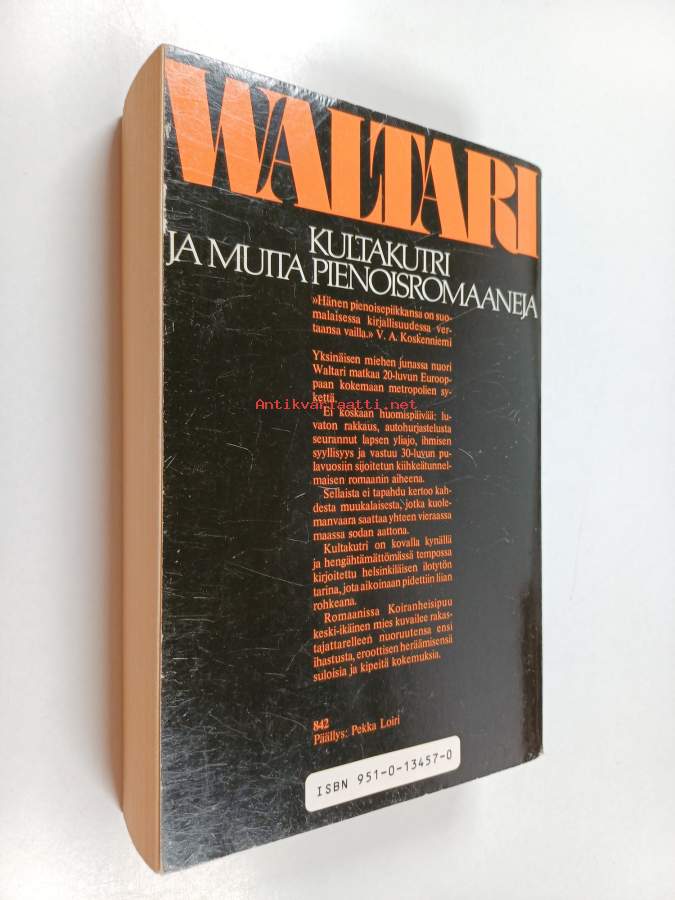 WALTARI
KULTAKUTRI
JA MUITA PIENOISROMAANEJA
»Hänen pienoisepiikkansa on suo-
malaisessa kirjallisuudessa ver-
taansa vailla.» V. A. Koskenniemi
Yksinäisen miehen junassa nuori
Waltari matkaa 20-luvun Euroop-
paan kokemaan metropolien sy-
kettä.
Antikvariaatti.net
Ei koskaan huomispäivää: lu-
vaton rakkaus, autohurjastelusta
seurannut lapsen yliajo, ihmisen
syyllisyys ja vastuu 30-luvun pu-
lavuosiin sijoitetun kiihkeätunnel-
maisen romaanin aiheena.
Sellaista ei tapahdu kertoo kah-
desta muukalaisesta, jotka kuole-
manvaara saattaa yhteen vieraassa
maassa sodan aattona.
Kultakutri on kovalla kynällä
ja hengähtämättömässä tempossa
kirjoitettu helsinkiläisen ilotytön
tarina, jota aikoinaan pidettiin liian
rohkeana.
Romaanissa Koiranheisipuu
keski-ikäinen mies kuvailee rakas-
tajattarelleen nuoruutensa ensi
ihastusta, eroottisen heräämisensä
suloisia ja kipeitä kokemuksia.
842
Päällys: Pekka Loiri
ISBN 951-0-13457-0